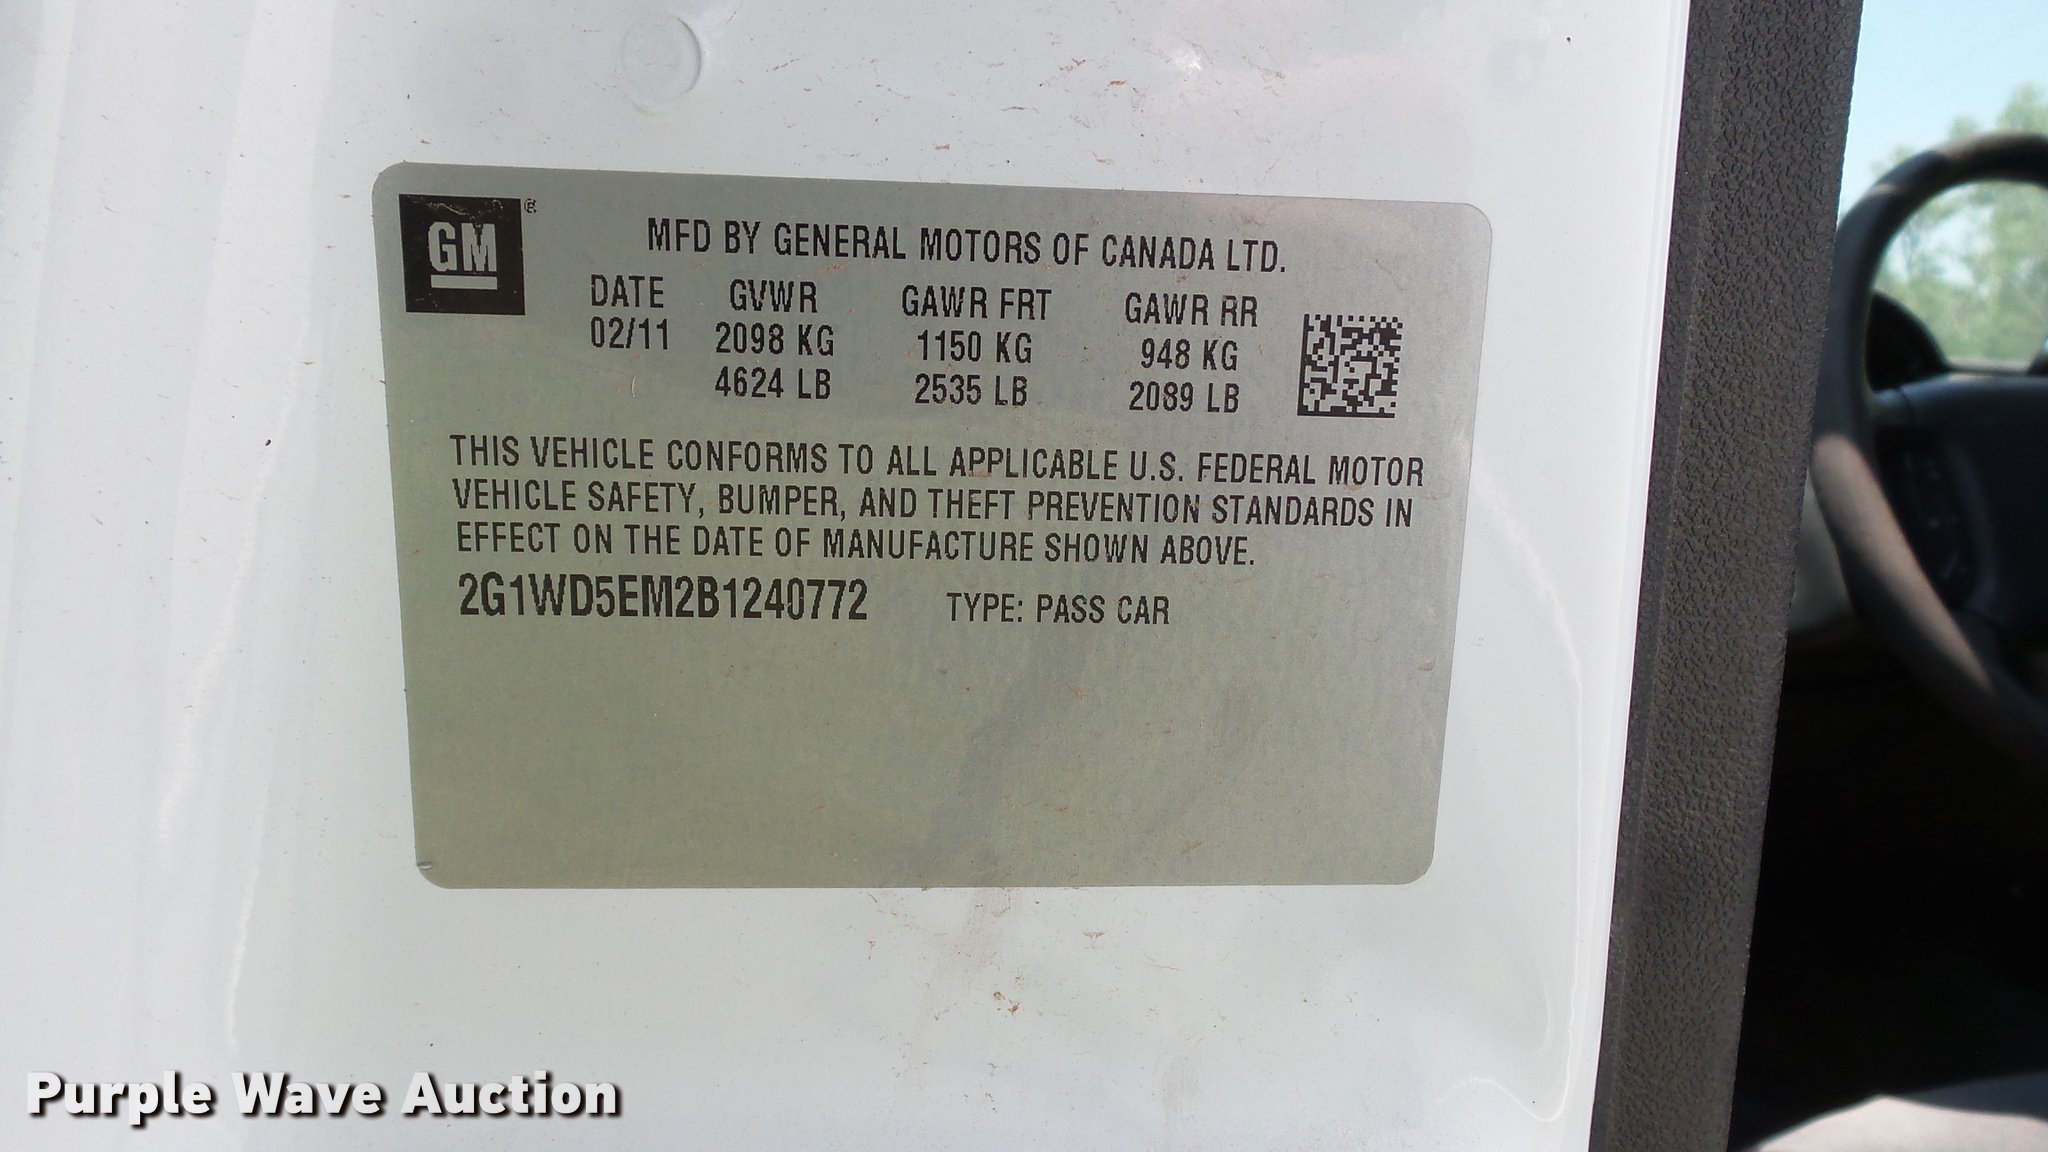 GM ®
MFD BY GENERAL MOTORS OF CANADA LTD.
DATE GVWR GAWR FRT GAWR RR
02/11 2098 KG 1150 KG 948 KG
4624 LB 2535 LB 2089 LB
THIS VEHICLE CONFORMS TO ALL APPLICABLE U.S. FEDERAL MOTOR
VEHICLE SAFETY, BUMPER, AND THEFT PREVENTION STANDARDS IN
EFFECT ON THE DATE OF MANUFACTURE SHOWN ABOVE.
2G1WD5EM2B1240772 TYPE: PASS CAR
Purple Wave Auction